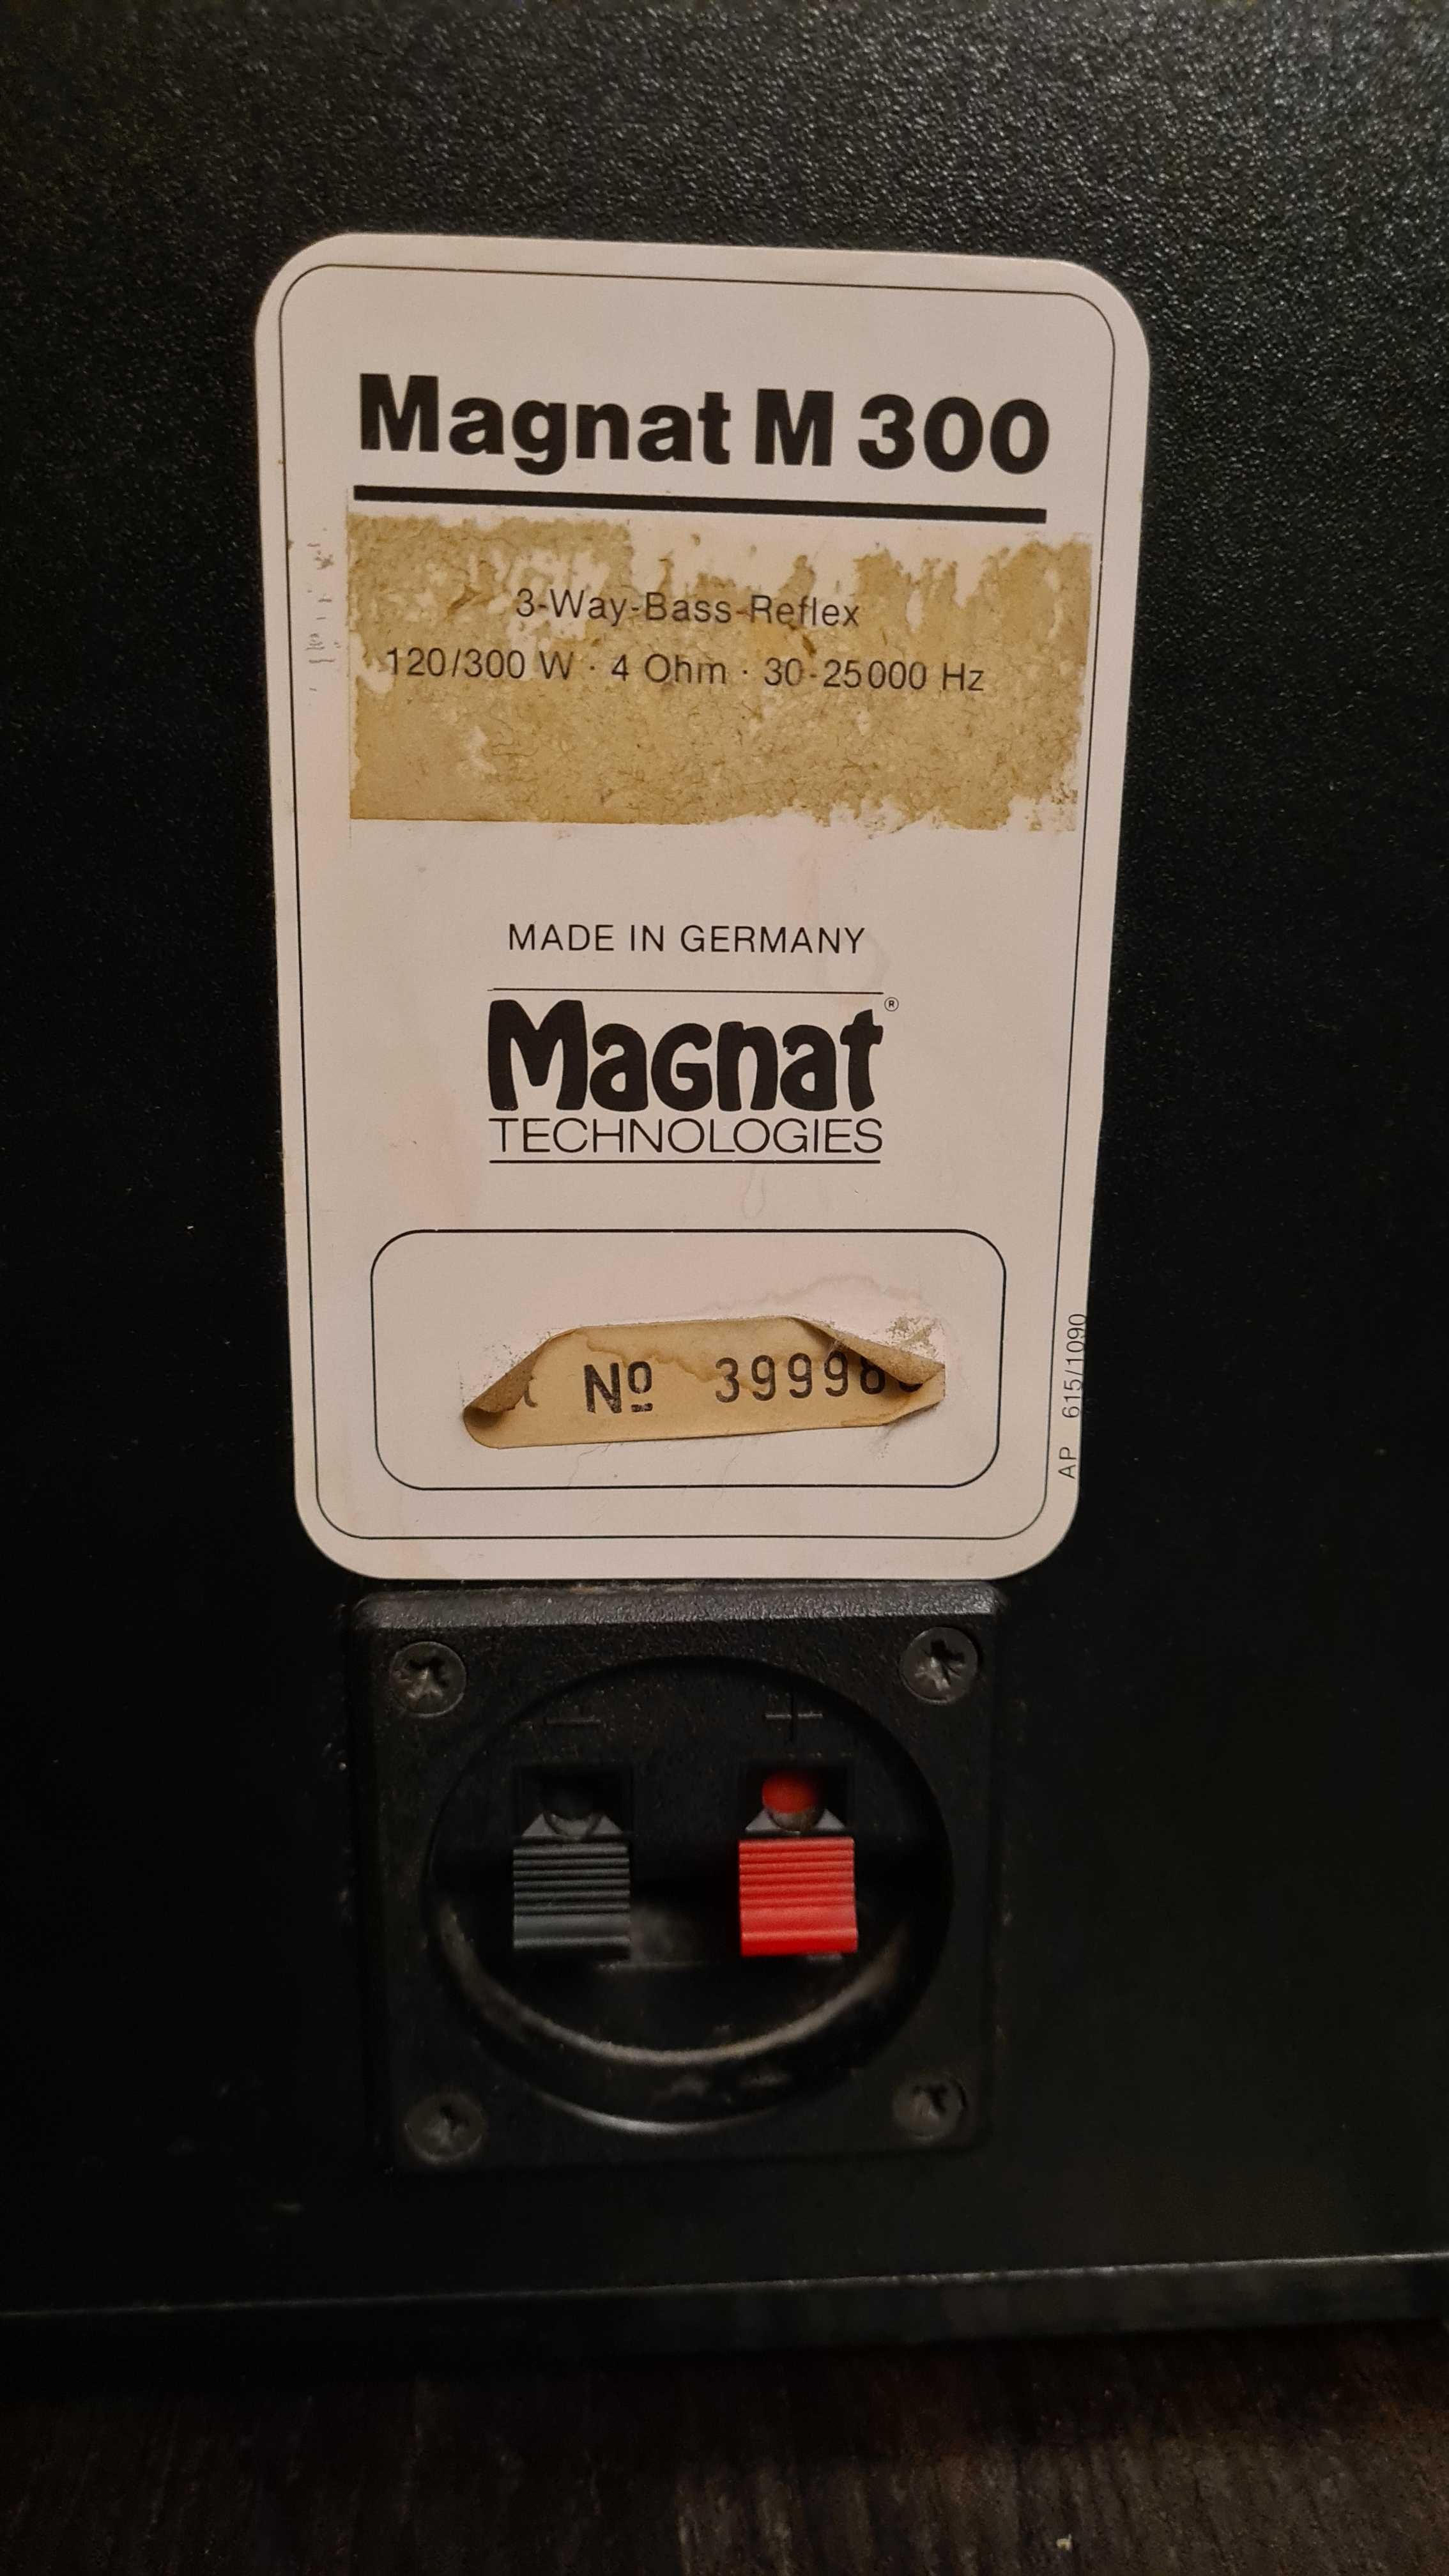 Magnat M 300
3-Way-Bass-Reflex
120/300 W · 4 Ohm · 30-25000 Hz
MADE IN GERMANY
Magnat®
TECHNOLOGIES
Nº
AP 615/1090
− +